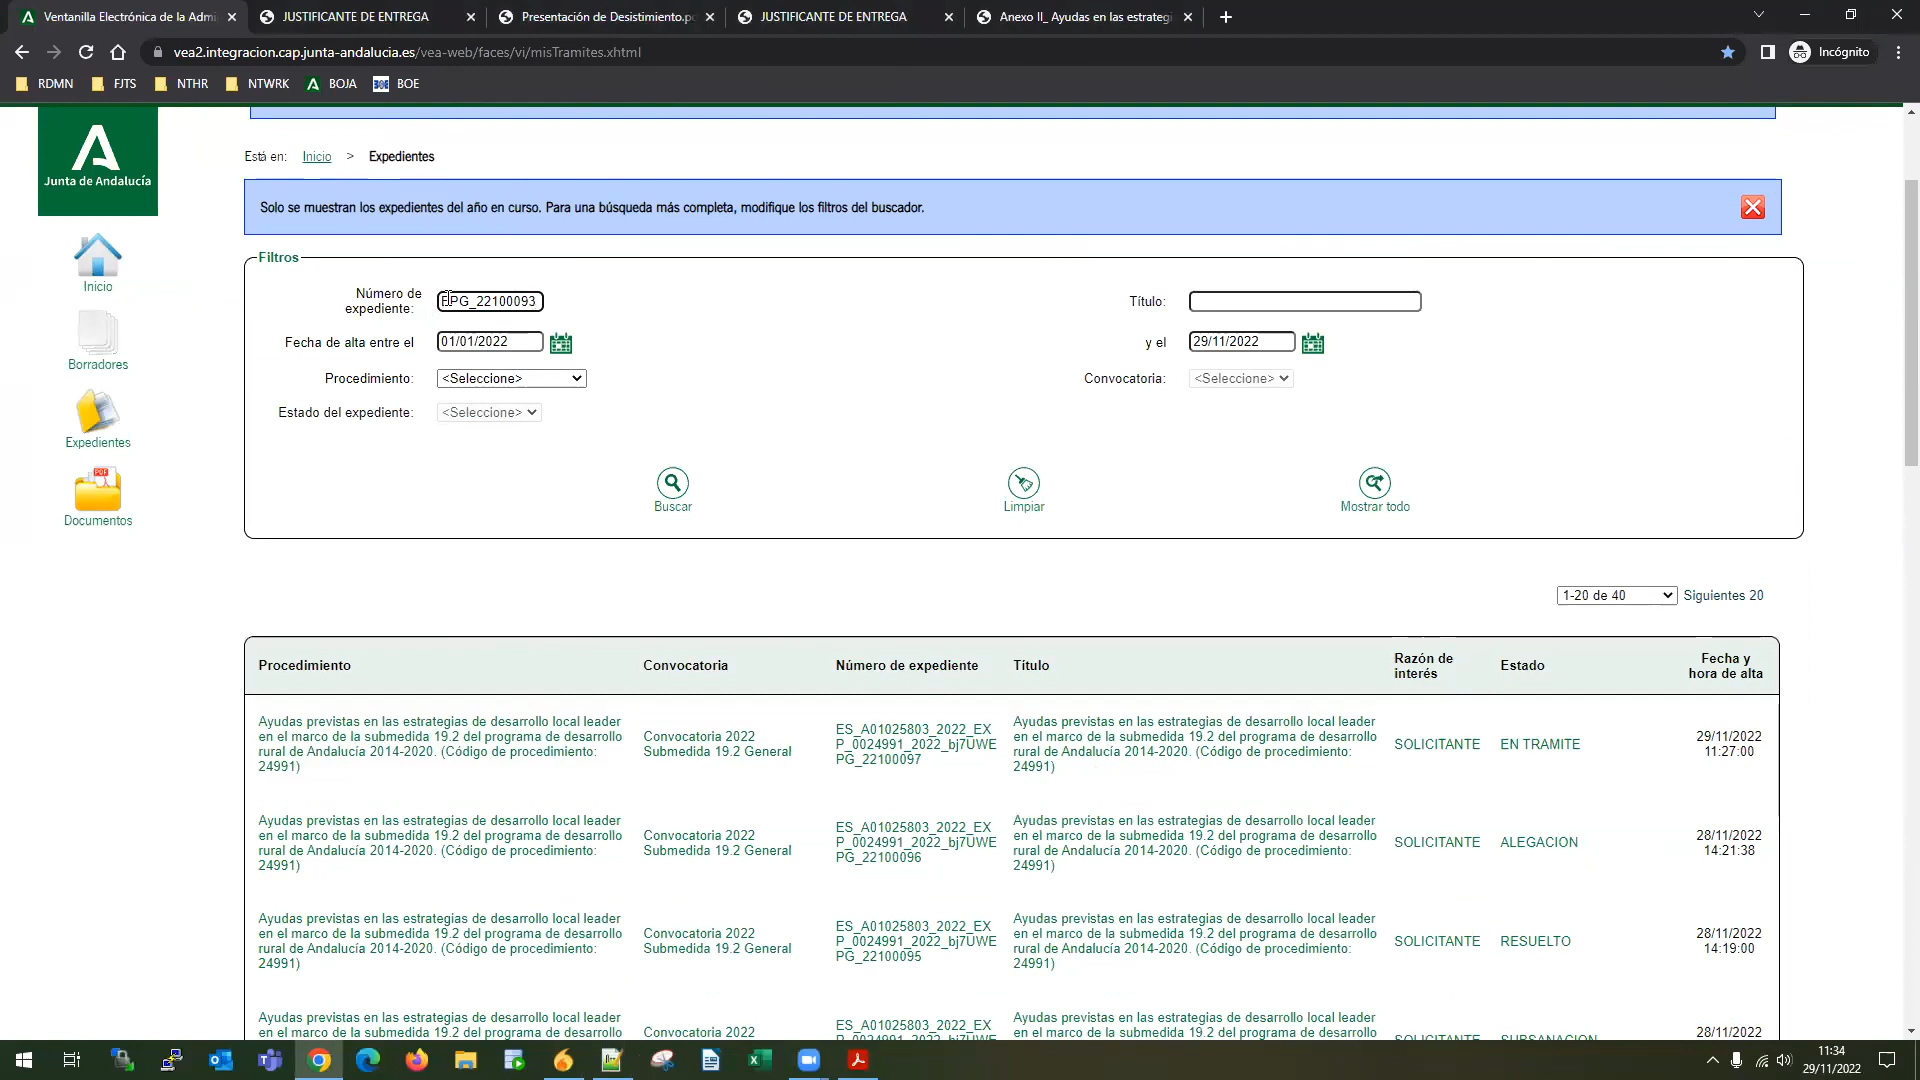 Ventanilla Electrónica de la Admi
JUSTIFICANTE DE ENTREGA
Presentación de Desistimiento.pd
JUSTIFICANTE DE ENTREGA
Anexo II_ Ayudas en las estrategi
vea2.integracion.cap.junta-andalucia.es/vea-web/faces/vi/misTramites.xhtml
Incógnito
RDMN
FJTS
NTHR
NTWRK
BOJA
BOE
Junta de Andalucía
Inicio
Borradores
Expedientes
Documentos
Está en: Inicio > Expedientes
Solo se muestran los expedientes del año en curso. Para una búsqueda más completa, modifique los filtros del buscador.
Filtros
Número de
expediente:
PG_22100093
Título:
Fecha de alta entre el 01/01/2022
y el 29/11/2022
Procedimiento: <Seleccione>
Convocatoria: <Seleccione>
Estado del expediente: <Seleccione>
Buscar
Limpiar
Mostrar todo
1-20 de 40 Siguientes 20
Procedimiento
Convocatoria
Número de expediente
Título
Razón de
interés
Estado
Fecha y
hora de alta
Ayudas previstas en las estrategias de desarrollo local leader
en el marco de la submedida 19.2 del programa de desarrollo
rural de Andalucía 2014-2020. (Código de procedimiento:
24991)
Convocatoria 2022
Submedida 19.2 General
ES_A01025803_2022_EX
P_0024991_2022_bj7UWE
PG_22100097
Ayudas previstas en las estrategias de desarrollo local leader
en el marco de la submedida 19.2 del programa de desarrollo
rural de Andalucía 2014-2020. (Código de procedimiento:
24991)
SOLICITANTE
EN TRAMITE
29/11/2022
11:27:00
Ayudas previstas en las estrategias de desarrollo local leader
en el marco de la submedida 19.2 del programa de desarrollo
rural de Andalucía 2014-2020. (Código de procedimiento:
24991)
Convocatoria 2022
Submedida 19.2 General
ES_A01025803_2022_EX
P_0024991_2022_bj7UWE
PG_22100096
Ayudas previstas en las estrategias de desarrollo local leader
en el marco de la submedida 19.2 del programa de desarrollo
rural de Andalucía 2014-2020. (Código de procedimiento:
24991)
SOLICITANTE
ALEGACION
28/11/2022
14:21:38
Ayudas previstas en las estrategias de desarrollo local leader
en el marco de la submedida 19.2 del programa de desarrollo
rural de Andalucía 2014-2020. (Código de procedimiento:
24991)
Convocatoria 2022
Submedida 19.2 General
ES_A01025803_2022_EX
P_0024991_2022_bj7UWE
PG_22100095
Ayudas previstas en las estrategias de desarrollo local leader
en el marco de la submedida 19.2 del programa de desarrollo
rural de Andalucía 2014-2020. (Código de procedimiento:
24991)
SOLICITANTE
RESUELTO
28/11/2022
14:19:00
Ayudas previstas en las estrategias de desarrollo local leader
en el marco de la submedida 19.2 del programa de desarrollo
Convocatoria 2022
ES_A01025803_2022_EX
P_0024991_2022_bj7UWE
Ayudas previstas en las estrategias de desarrollo local leader
en el marco de la submedida 19.2 del programa de desarrollo
SOLICITANTE
SUBSANACION
28/11/2022
11:34
29/11/2022